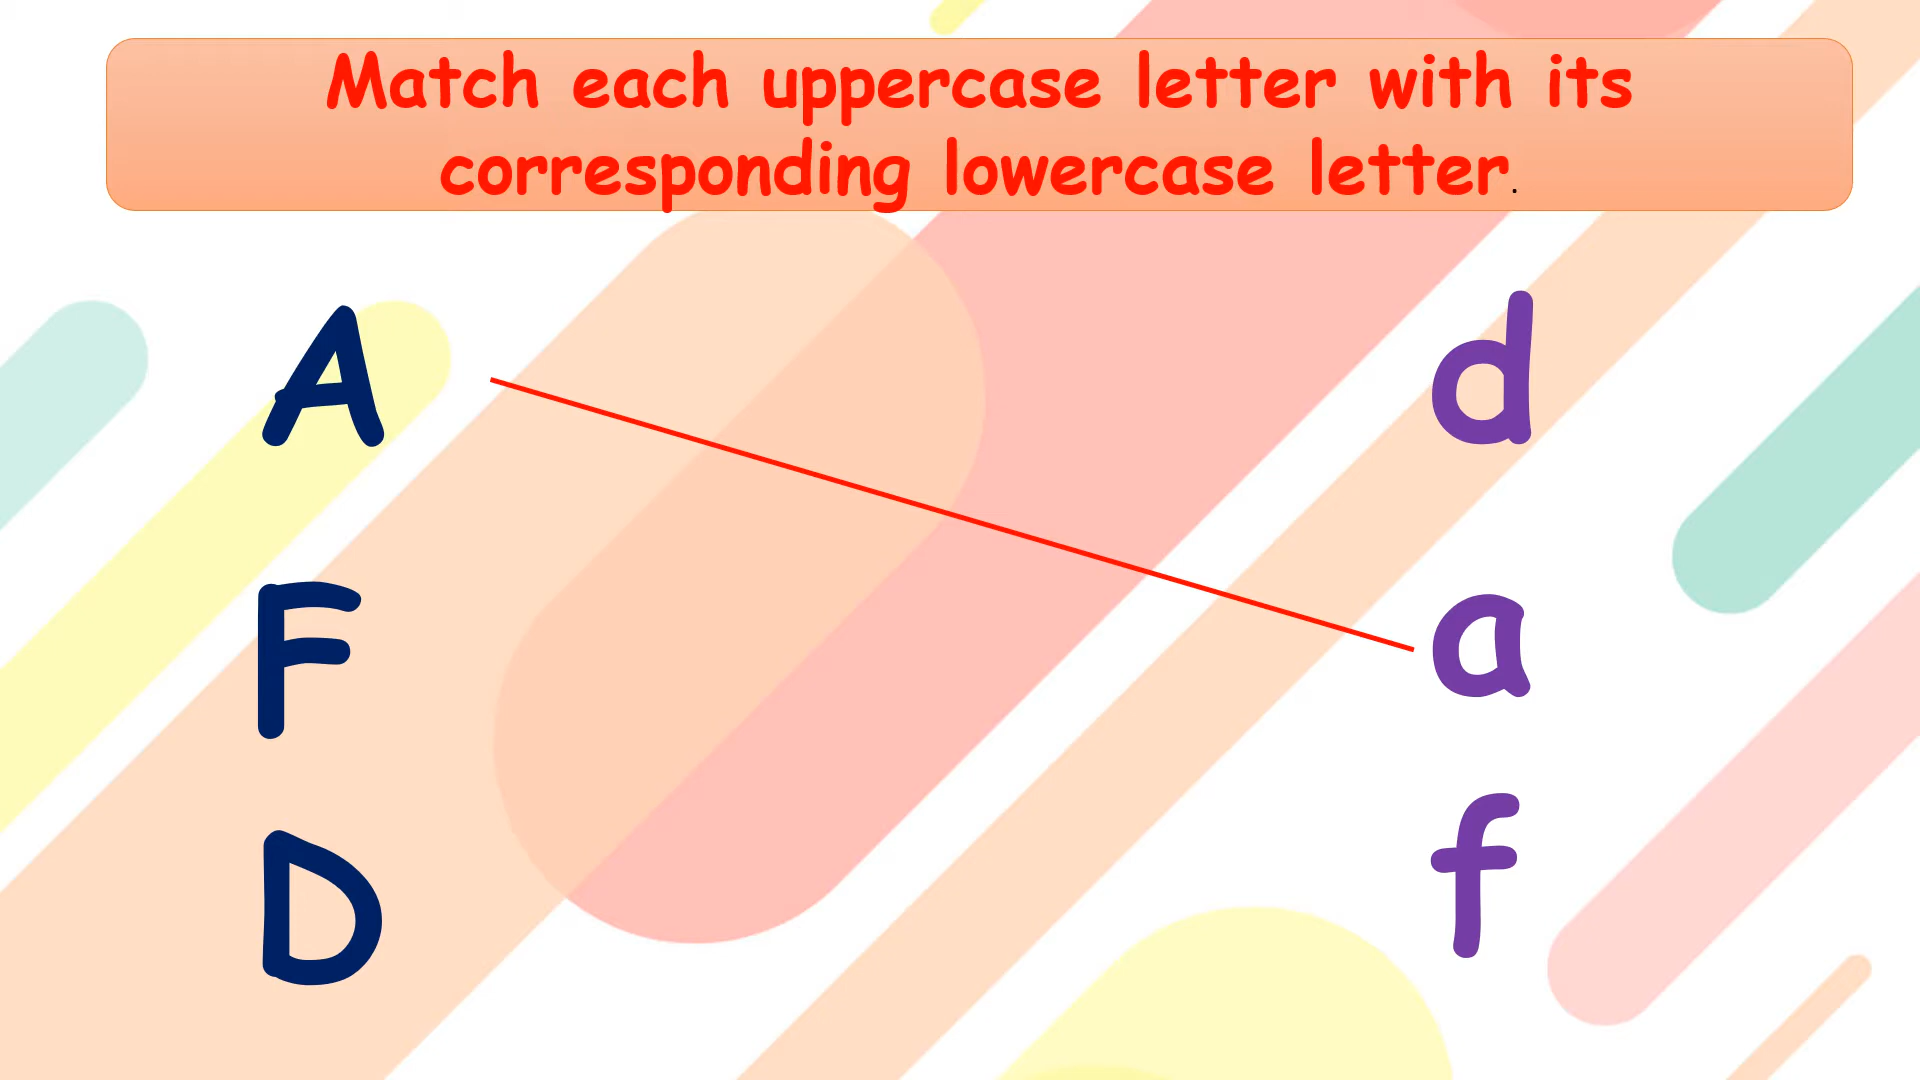 Match each uppercase letter with its
corresponding lowercase letter.
A
d
F
a
D
f